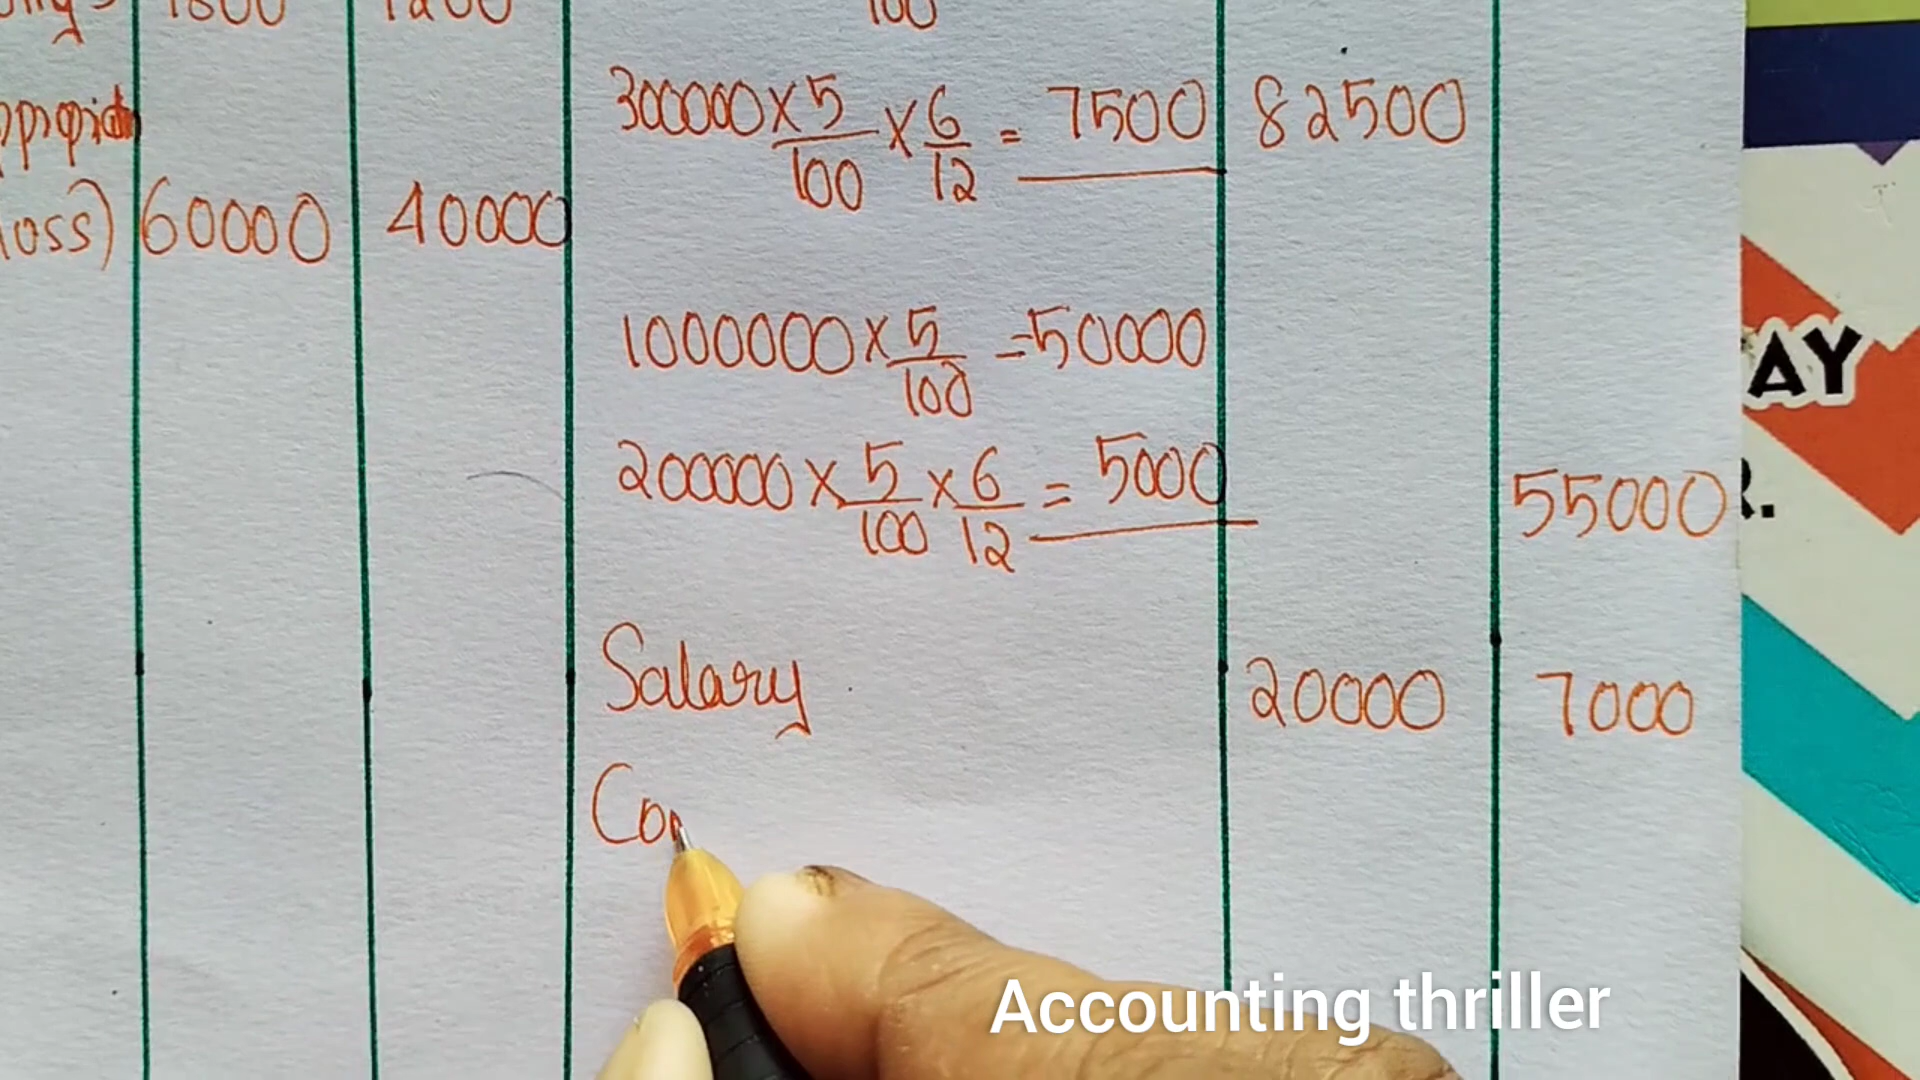 1800 1200 100
300000 × 5/100 × 6/12 = 7500 82500
loss) 60000 40000
1000000 × 5/100 = 50000
200000 × 5/100 × 6/12 = 5000 55000
Salary 20000 7000
Co
AY
R.
Accounting thriller